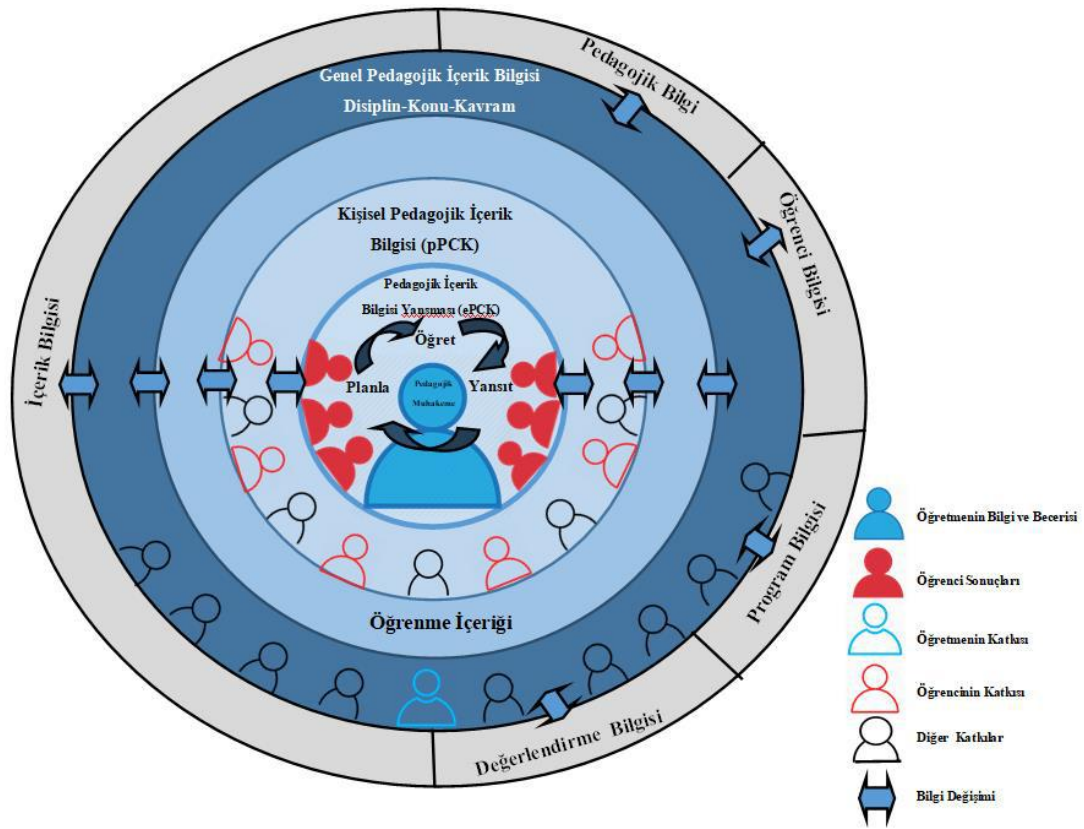 Pedagojik Bilgi
Genel Pedagojik İçerik Bilgisi
Disiplin-Konu-Kavram
Öğrenci Bilgisi
Kişisel Pedagojik İçerik
Bilgisi (pPCK)
Pedagojik İçerik
Bilgisi Yansması (ePCK)
Öğret
İçerik Bilgisi
Planla
Pedagojik
Muhakeme
Yansıt
Program Bilgisi
Öğrenme İçeriği
Değerlendirme Bilgisi
Öğretmenin Bilgi ve Becerisi
Öğrenci Sonuçları
Öğretmenin Katkısı
Öğrencinin Katkısı
Diğer Katkılar
Bilgi Değişimi